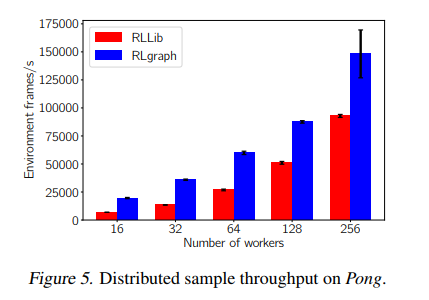 175000
150000
125000
100000
75000
50000
25000
0
Environment frames/s
RLLib
RLgraph
16 32 64 128 256
Number of workers
Figure 5. Distributed sample throughput on Pong.